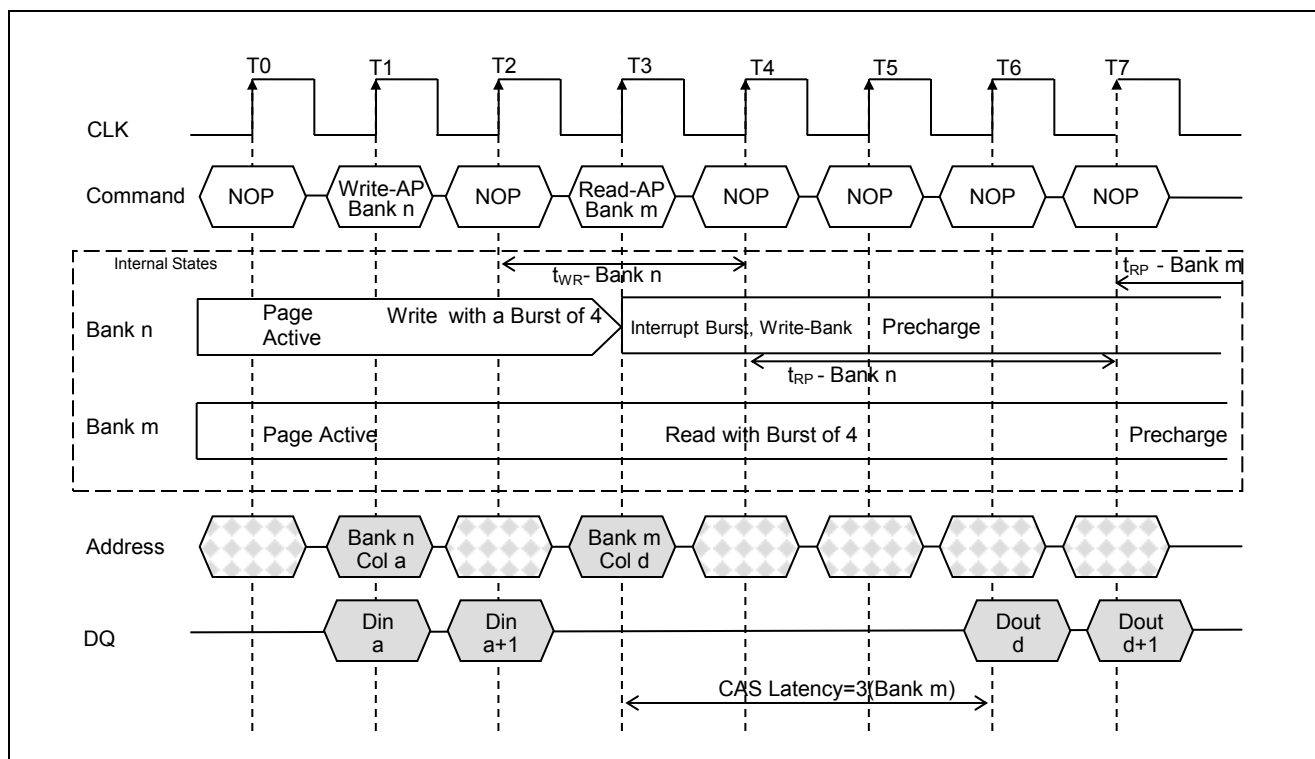 T0 T1 T2 T3 T4 T5 T6 T7
CLK
Command NOP Write-AP Bank n NOP Read-AP Bank m NOP NOP NOP NOP
Internal States
tWR- Bank n
tRP - Bank m
Bank n Page Active Write with a Burst of 4 Interrupt Burst, Write-Bank Precharge
tRP - Bank n
Bank m Page Active Read with Burst of 4 Precharge
Address Bank n Col a Bank m Col d
DQ Din a Din a+1 Dout d Dout d+1
CAS Latency=3(Bank m)